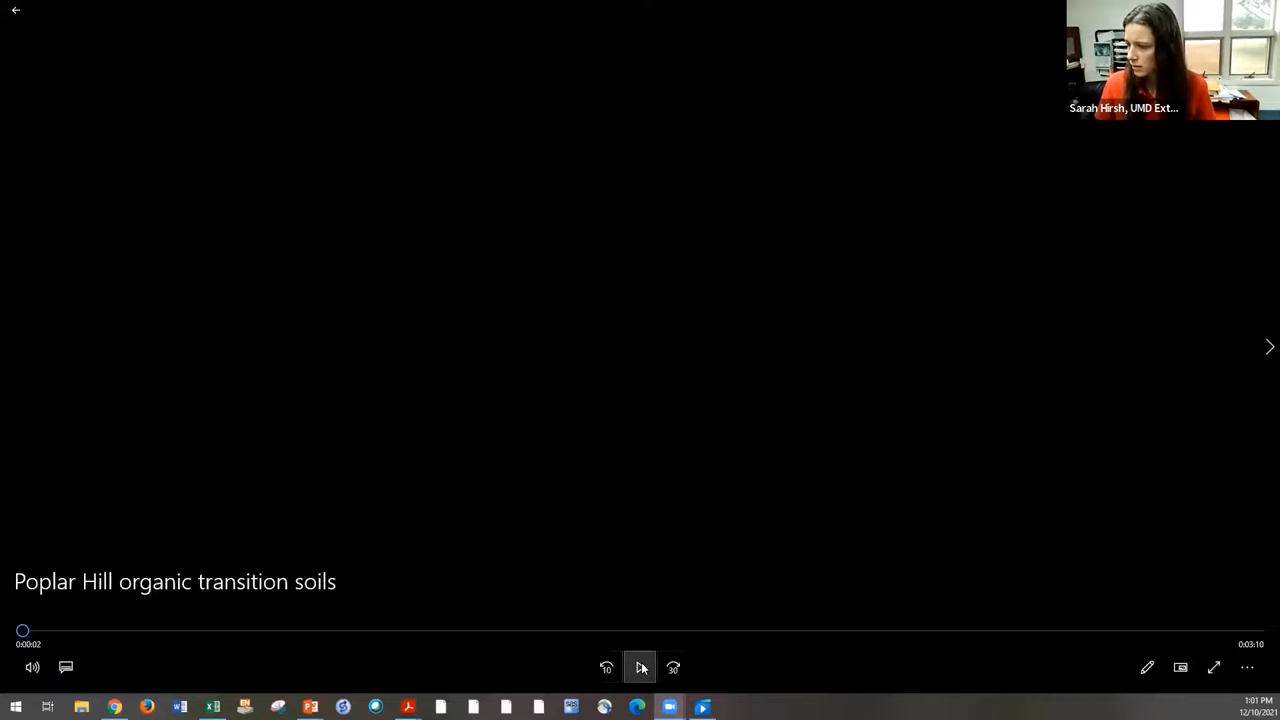 Sarah Hirsh, UMD Ext...
Poplar Hill organic transition soils
0:00:02
0:03:10
10
30
1:01 PM
12/10/2021